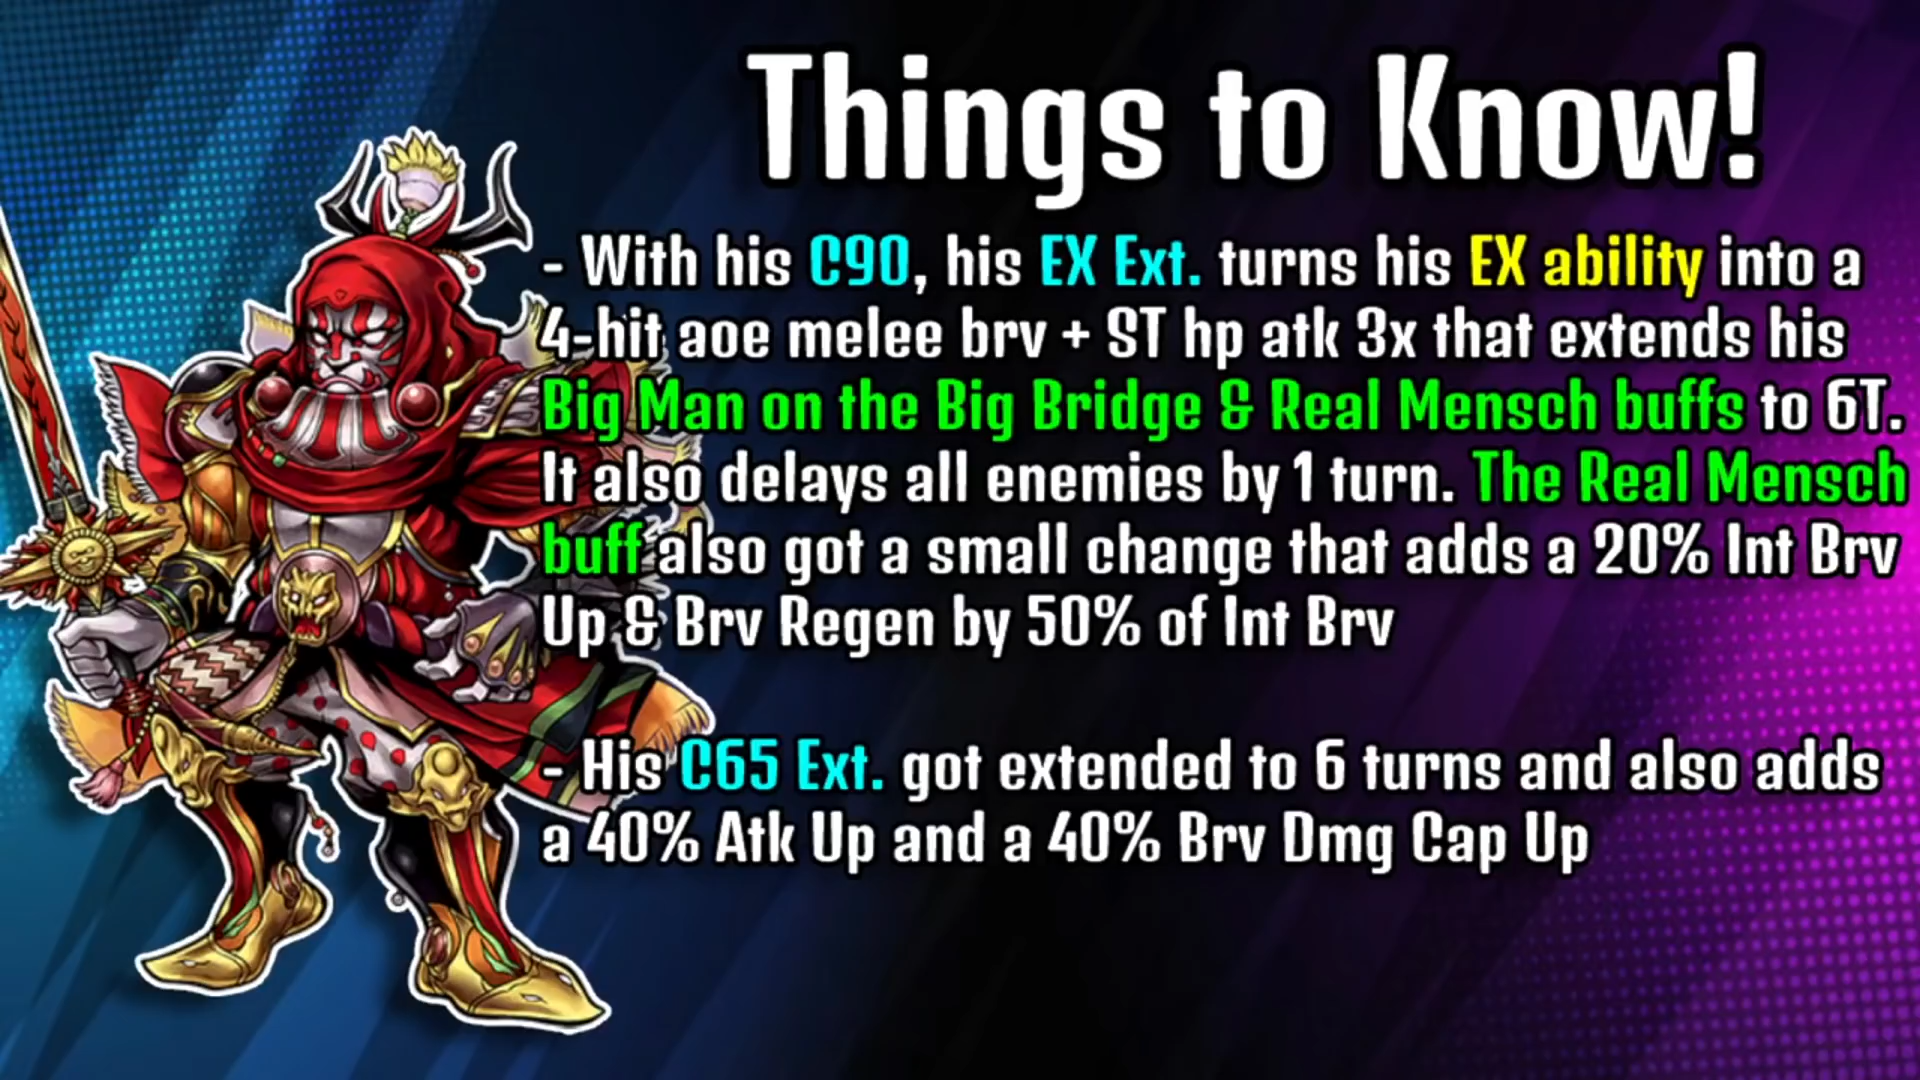 Things to Know!
- With his C90, his EX Ext. turns his EX ability into a
4-hit aoe melee brv + ST hp atk 3x that extends his
Big Man on the Big Bridge & Real Mensch buffs to 6T.
It also delays all enemies by 1 turn. The Real Mensch
buff also got a small change that adds a 20% Int Brv
Up & Brv Regen by 50% of Int Brv
- His C65 Ext. got extended to 6 turns and also adds
a 40% Atk Up and a 40% Brv Dmg Cap Up